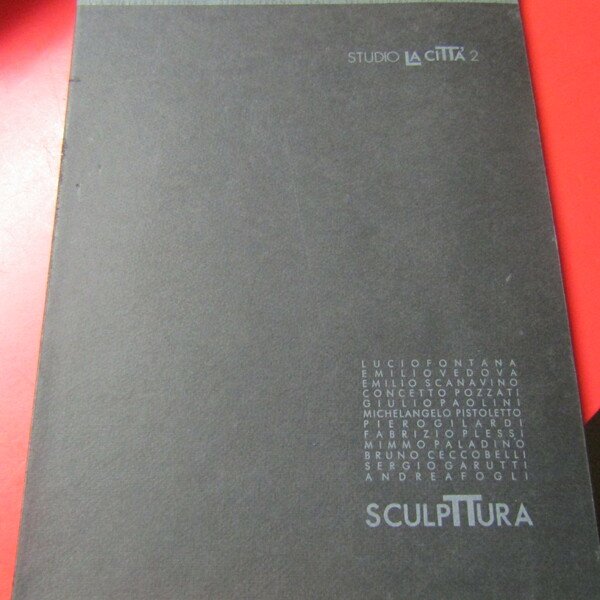 STUDIO LA CITTÀ 2
LUCIO FONTANA
EMILIO VEDOVA
EMILIO SCANAVINO
CONCETTO POZZATI
GIULIO PAOLINI
MICHELANGELO PISTOLETTO
PIERO GILARDI
FABRIZIO PLESSI
MIMMO PALADINO
BRUNO CECCOBELLI
SERGIO GARUTTI
ANDREA FOGLI
SCULPTTURA